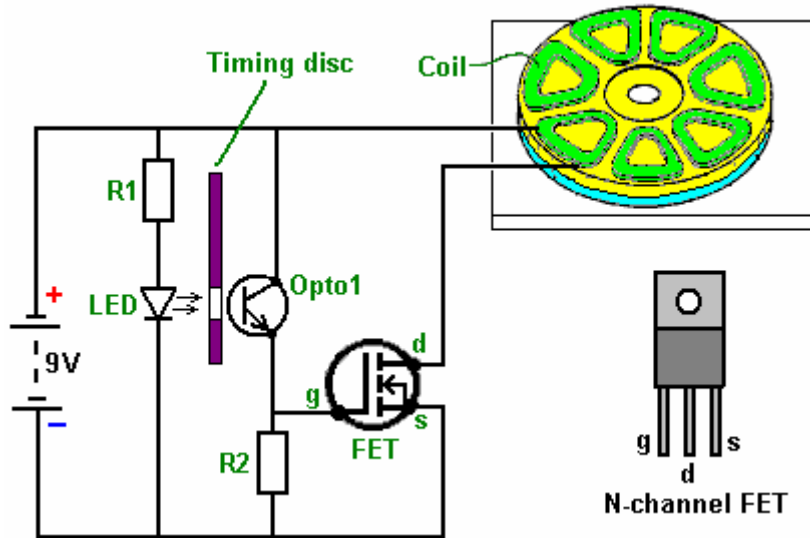 Timing disc
Coil
R1
Opto1
LED
+
9V
d
g
s
−
R2
FET
g
s
d
N-channel FET